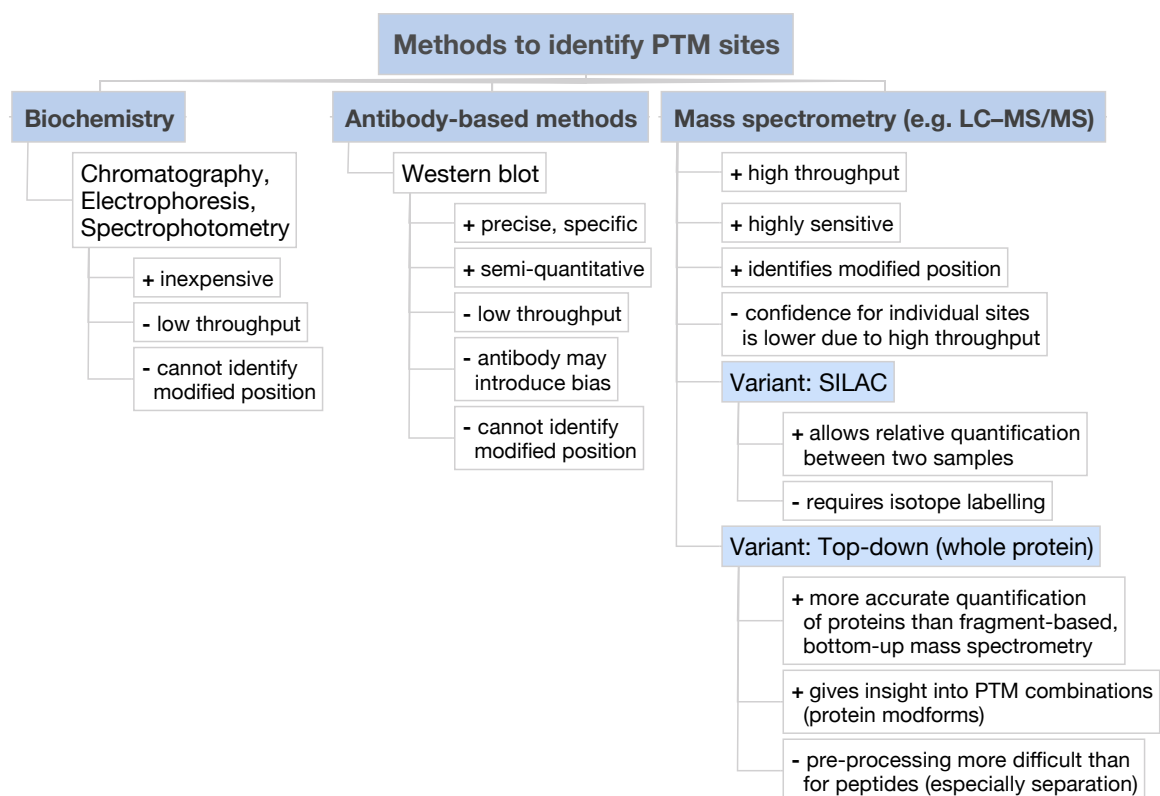 Methods to identify PTM sites
Biochemistry
Chromatography,
Electrophoresis,
Spectrophotometry
+ inexpensive
- low throughput
- cannot identify
modified position
Antibody-based methods
Western blot
+ precise, specific
+ semi-quantitative
- low throughput
- antibody may
introduce bias
- cannot identify
modified position
Mass spectrometry (e.g. LC–MS/MS)
+ high throughput
+ highly sensitive
+ identifies modified position
- confidence for individual sites
is lower due to high throughput
Variant: SILAC
+ allows relative quantification
between two samples
- requires isotope labelling
Variant: Top-down (whole protein)
+ more accurate quantification
of proteins than fragment-based,
bottom-up mass spectrometry
+ gives insight into PTM combinations
(protein modforms)
- pre-processing more difficult than
for peptides (especially separation)